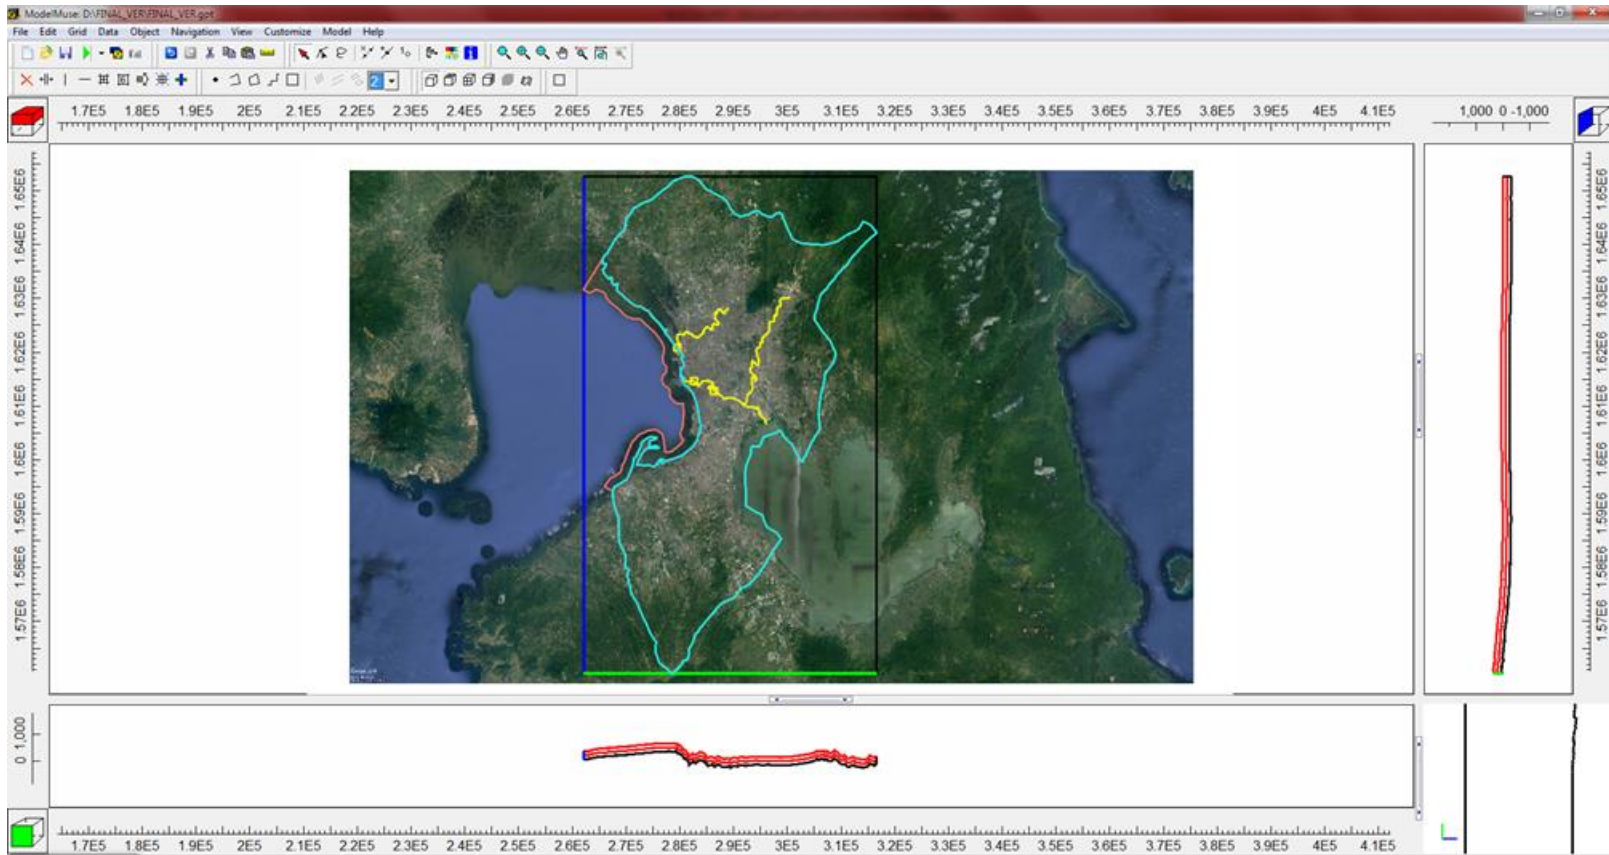 ModelMuse: D:\FINAL_VER\FINAL_VER.gpt
File Edit Grid Data Object Navigation View Customize Model Help
2
1.7E5 1.8E5 1.9E5 2E5 2.1E5 2.2E5 2.3E5 2.4E5 2.5E5 2.6E5 2.7E5 2.8E5 2.9E5 3E5 3.1E5 3.2E5 3.3E5 3.4E5 3.5E5 3.6E5 3.7E5 3.8E5 3.9E5 4E5 4.1E5
1,000 0 -1,000
1.65E6
1.64E6
1.63E6
1.62E6
1.61E6
1.6E6
1.59E6
1.58E6
1.57E6
1.65E6
1.64E6
1.63E6
1.62E6
1.61E6
1.6E6
1.59E6
1.58E6
1.57E6
1,000
0
1.7E5 1.8E5 1.9E5 2E5 2.1E5 2.2E5 2.3E5 2.4E5 2.5E5 2.6E5 2.7E5 2.8E5 2.9E5 3E5 3.1E5 3.2E5 3.3E5 3.4E5 3.5E5 3.6E5 3.7E5 3.8E5 3.9E5 4E5 4.1E5